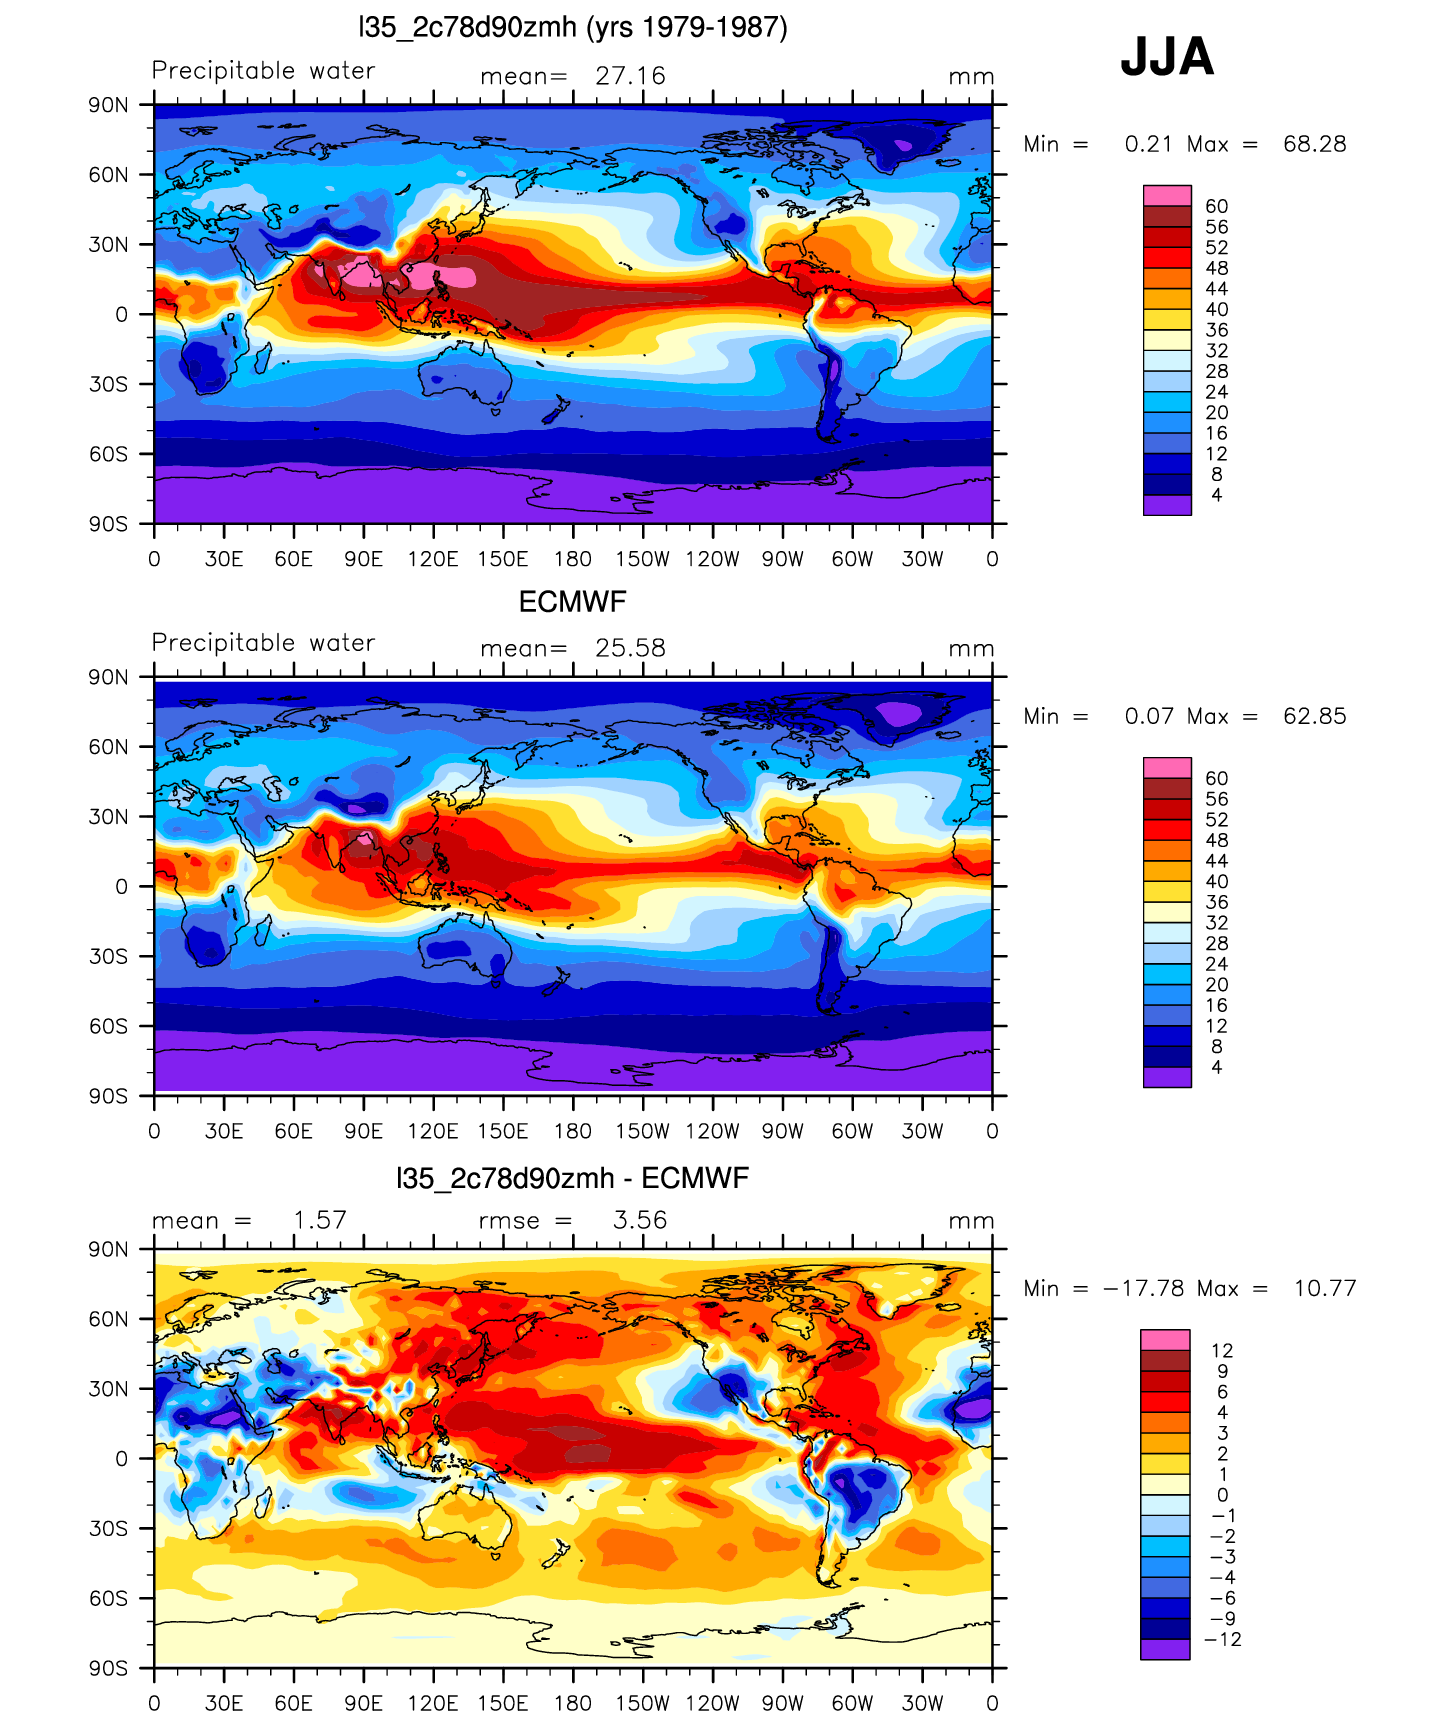 l35_2c78d90zmh (yrs 1979-1987)
JJA
Precipitable water mean= 27.16 mm
Min = 0.21 Max = 68.28
90N
60N
30N
0
30S
60S
90S
0 30E 60E 90E 120E 150E 180 150W 120W 90W 60W 30W 0
60
56
52
48
44
40
36
32
28
24
20
16
12
8
4
ECMWF
Precipitable water mean= 25.58 mm
Min = 0.07 Max = 62.85
90N
60N
30N
0
30S
60S
90S
0 30E 60E 90E 120E 150E 180 150W 120W 90W 60W 30W 0
60
56
52
48
44
40
36
32
28
24
20
16
12
8
4
l35_2c78d90zmh - ECMWF
mean = 1.57 rmse = 3.56 mm
Min = -17.78 Max = 10.77
90N
60N
30N
0
30S
60S
90S
0 30E 60E 90E 120E 150E 180 150W 120W 90W 60W 30W 0
12
9
6
4
3
2
1
0
-1
-2
-3
-4
-6
-9
-12